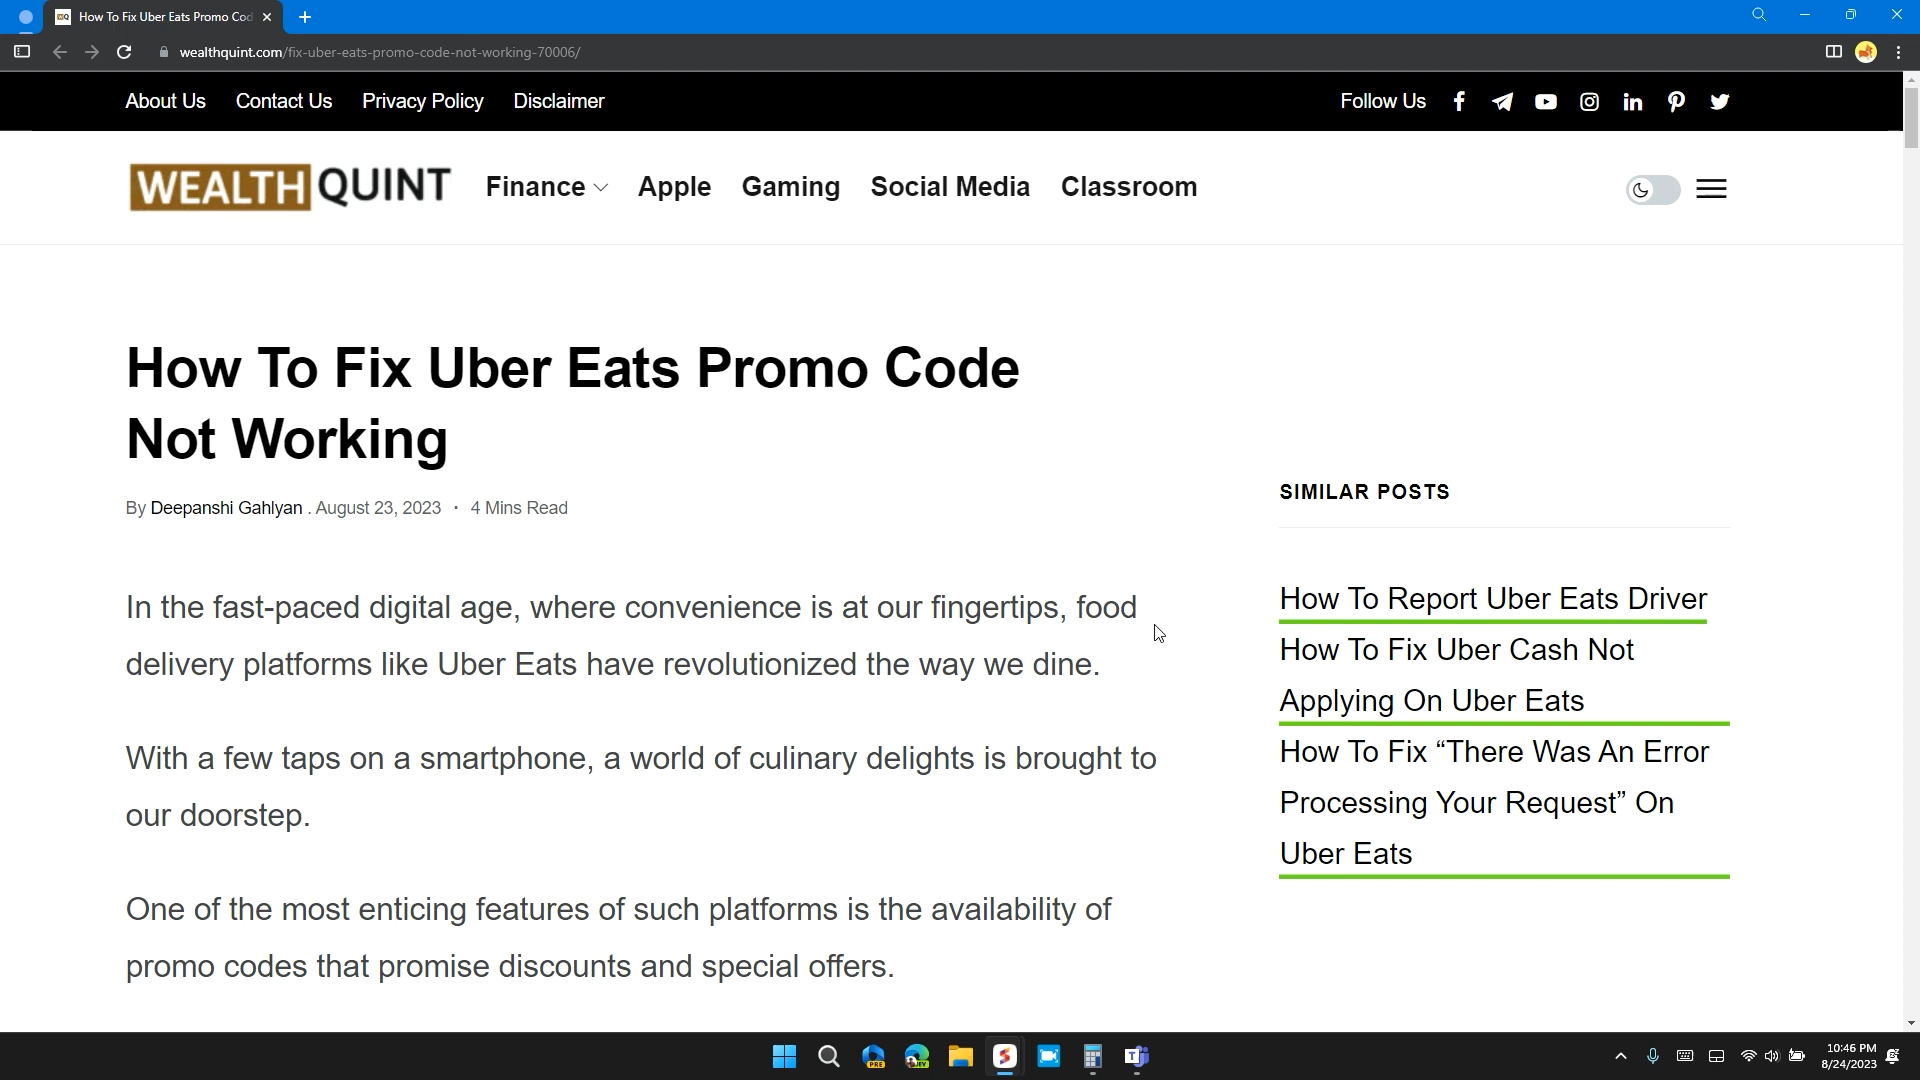 How To Fix Uber Eats Promo Cod
wealthquint.com/fix-uber-eats-promo-code-not-working-70006/
About Us Contact Us Privacy Policy Disclaimer Follow Us
WEALTH QUINT Finance Apple Gaming Social Media Classroom
How To Fix Uber Eats Promo Code
Not Working
By Deepanshi Gahlyan . August 23, 2023 · 4 Mins Read
In the fast-paced digital age, where convenience is at our fingertips, food
delivery platforms like Uber Eats have revolutionized the way we dine.
With a few taps on a smartphone, a world of culinary delights is brought to
our doorstep.
One of the most enticing features of such platforms is the availability of
promo codes that promise discounts and special offers.
SIMILAR POSTS
How To Report Uber Eats Driver
How To Fix Uber Cash Not
Applying On Uber Eats
How To Fix “There Was An Error
Processing Your Request” On
Uber Eats
PRE
10:46 PM
8/24/2023